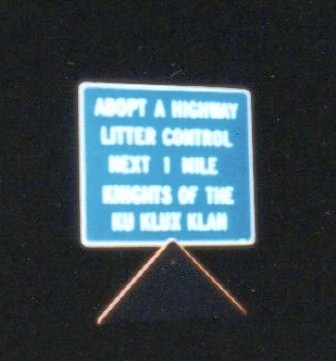 ADOPT A HIGHWAY
LITTER CONTROL
NEXT 1 MILE
KNIGHTS OF THE
KU KLUX KLAN